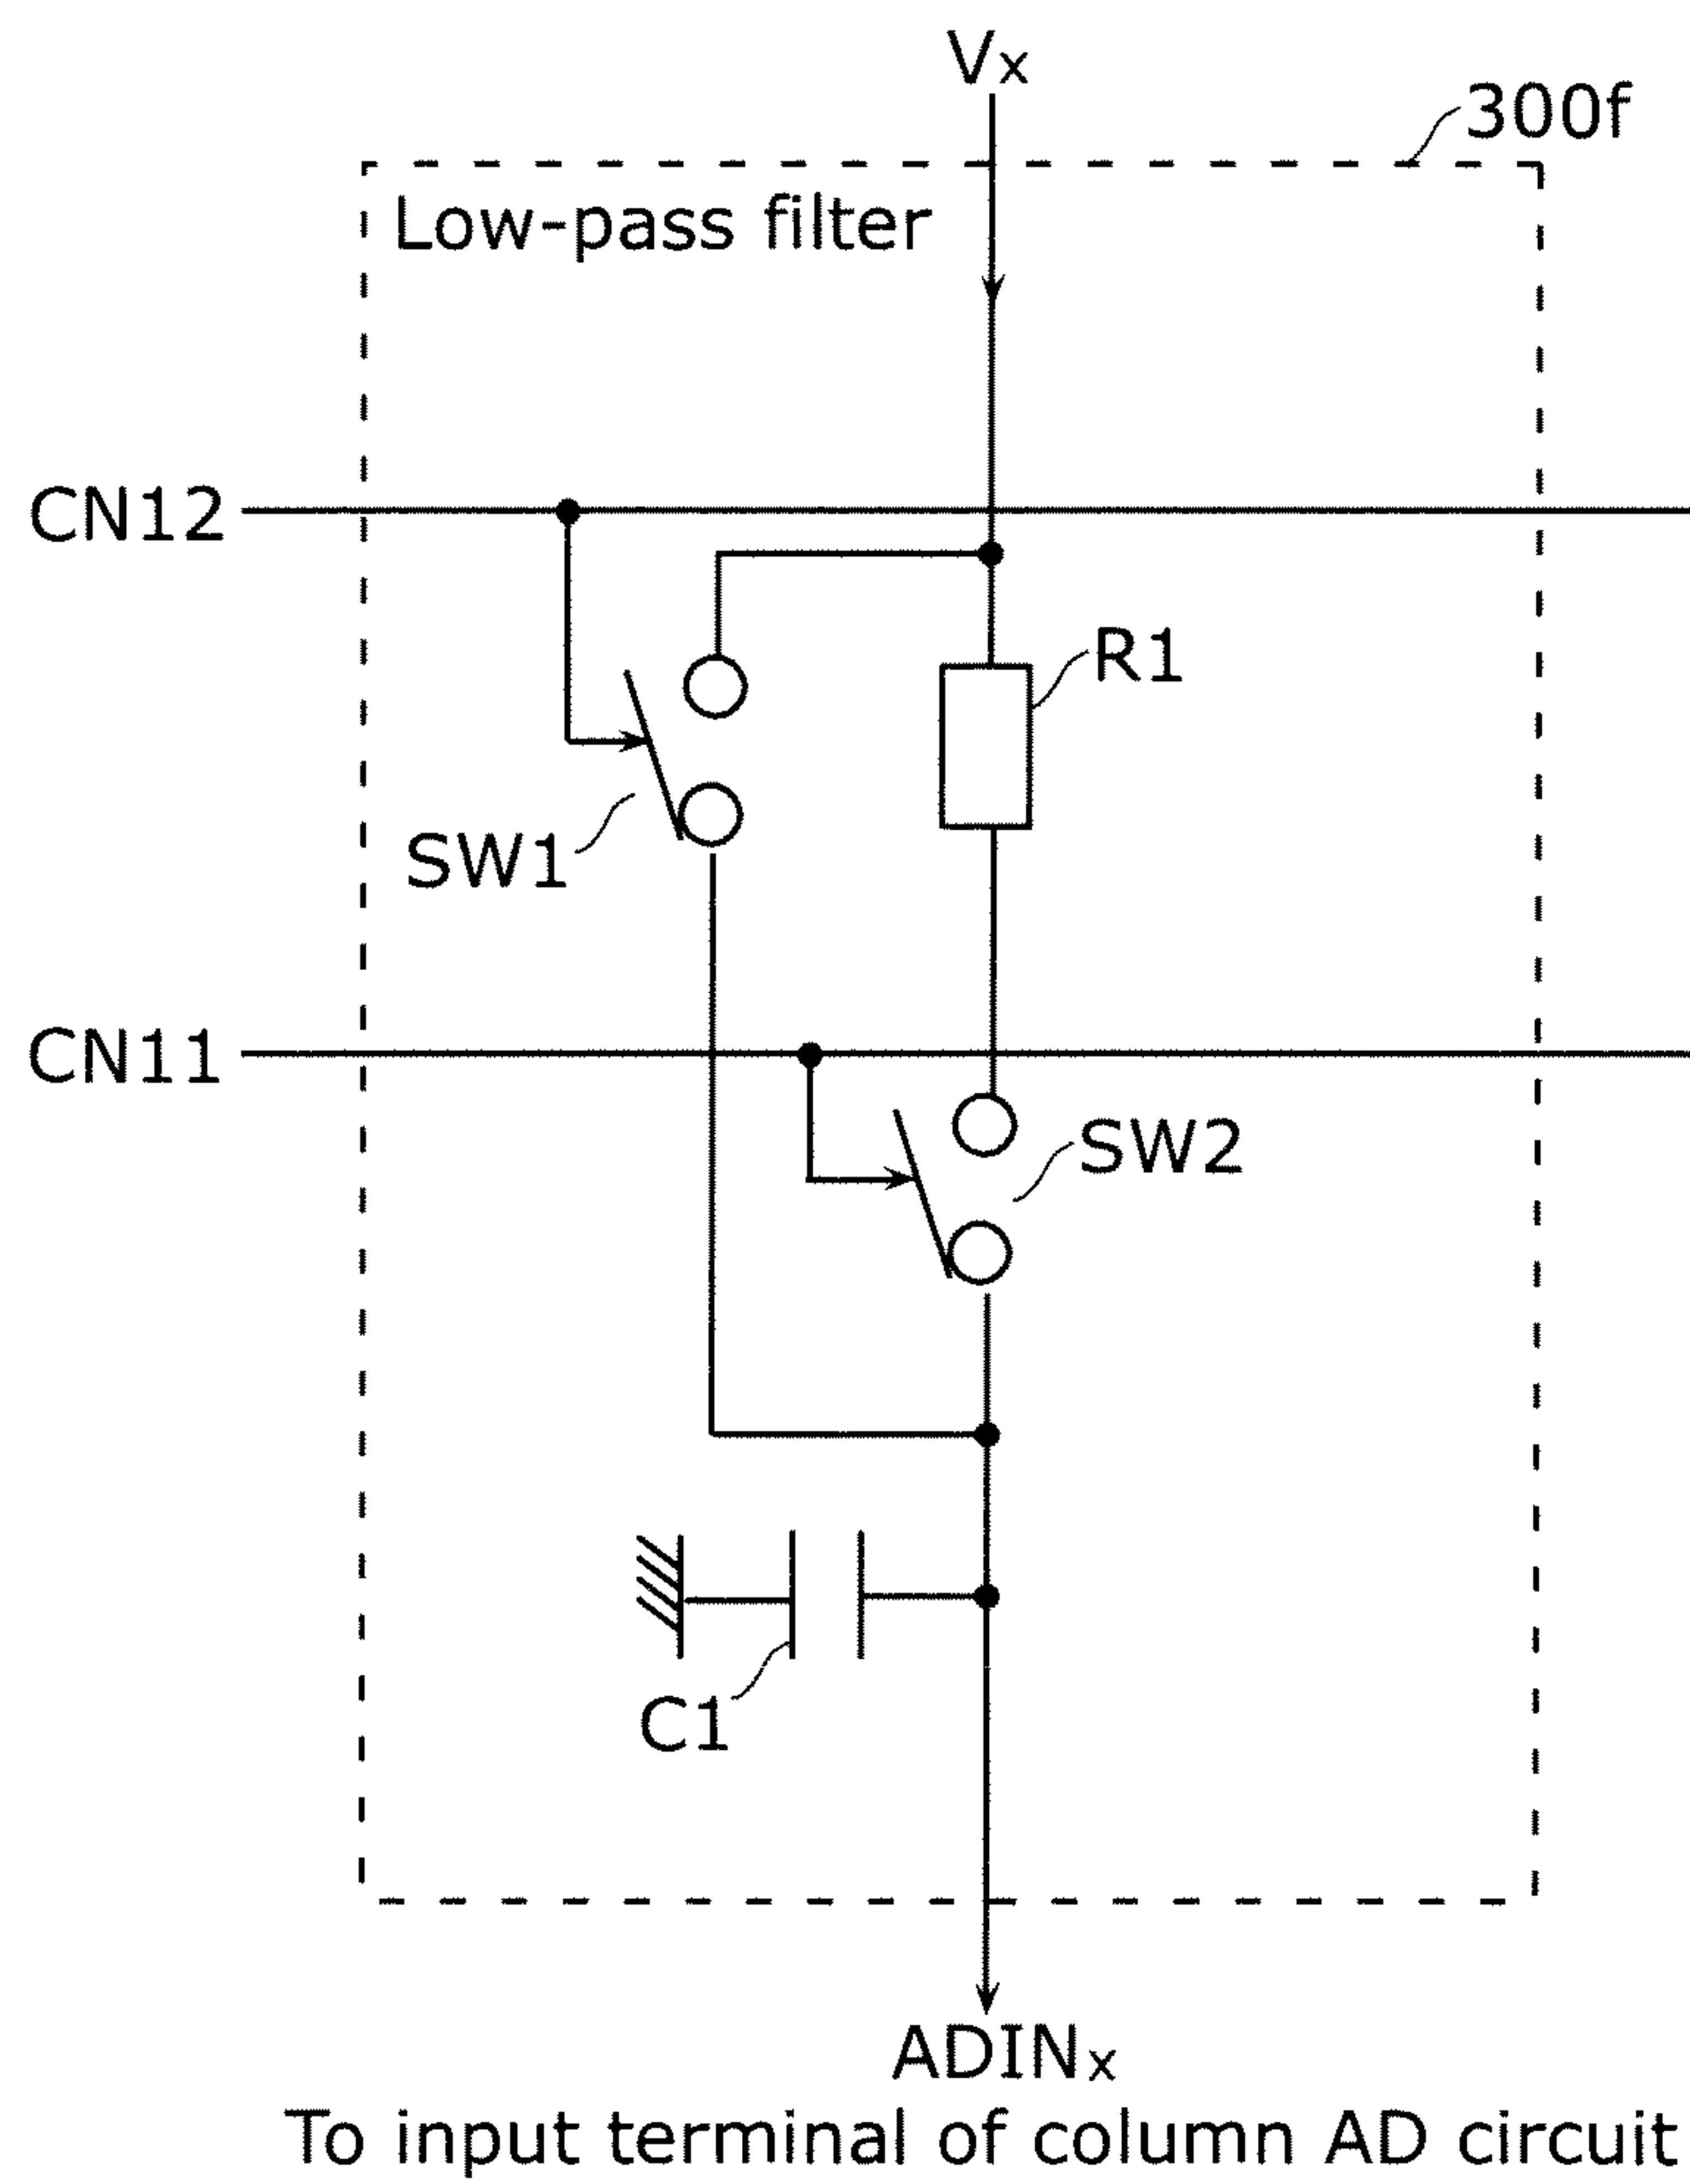 Vx
300f
Low-pass filter
CN12
R1
SW1
CN11
SW2
C1
ADINx
To input terminal of column AD circuit